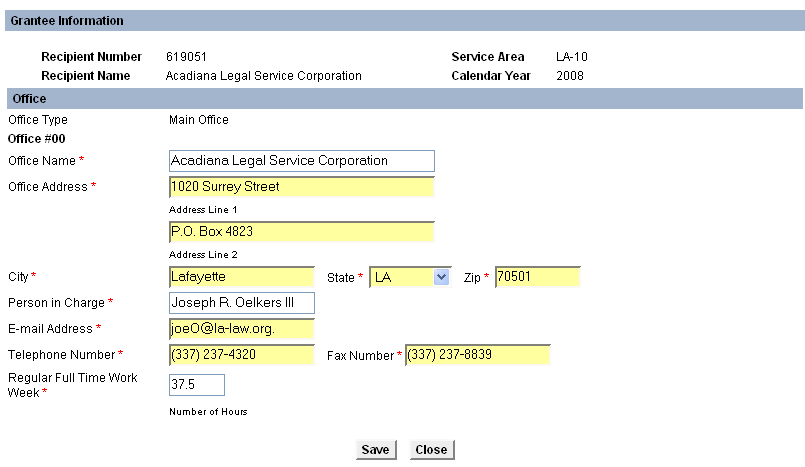 Grantee Information
Recipient Number 619051 Service Area LA-10
Recipient Name Acadiana Legal Service Corporation Calendar Year 2008
Office
Office Type Main Office
Office #00
Office Name * Acadiana Legal Service Corporation
Office Address * 1020 Surrey Street
Address Line 1
P.O. Box 4823
Address Line 2
City * Lafayette State * LA Zip * 70501
Person in Charge * Joseph R. Oelkers III
E-mail Address * joeO@la-law.org.
Telephone Number * (337) 237-4320 Fax Number * (337) 237-8839
Regular Full Time Work
Week * 37.5
Number of Hours
Save Close